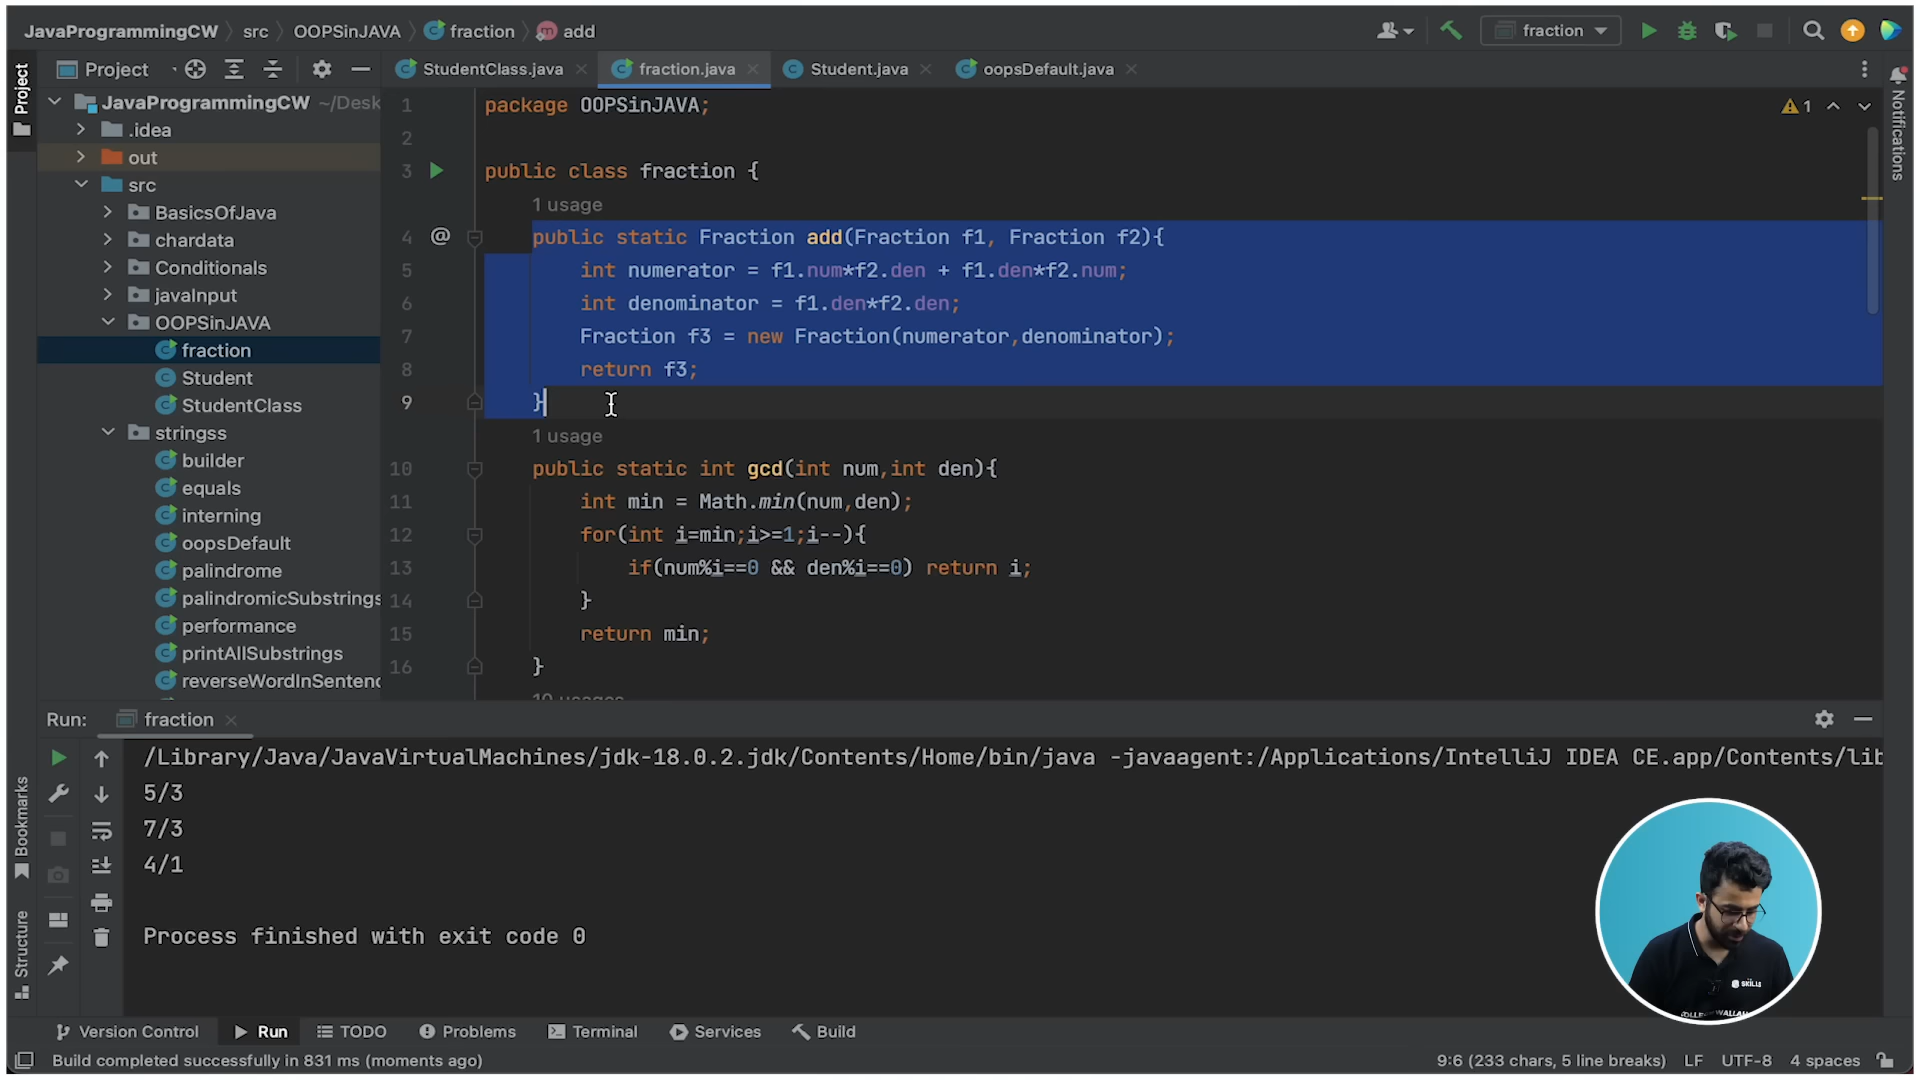 JavaProgrammingCW src OOPSinJAVA fraction add
fraction
Project
StudentClass.java
fraction.java
Student.java
oopsDefault.java
Project
Notifications
Bookmarks
Structure
JavaProgrammingCW ~/Desk
.idea
out
src
BasicsOfJava
chardata
Conditionals
javaInput
OOPSinJAVA
fraction
Student
StudentClass
stringss
builder
equals
interning
oopsDefault
palindrome
palindromicSubstrings
performance
printAllSubstrings
reverseWordInSentenc
1 package OOPSinJAVA;
1
2
3 public class fraction {
1 usage
4 @ public static Fraction add(Fraction f1, Fraction f2){
5 int numerator = f1.num*f2.den + f1.den*f2.num;
6 int denominator = f1.den*f2.den;
7 Fraction f3 = new Fraction(numerator,denominator);
8 return f3;
9 }
1 usage
10 public static int gcd(int num,int den){
11 int min = Math.min(num,den);
12 for(int i=min;i>=1;i--){
13 if(num%i==0 && den%i==0) return i;
14 }
15 return min;
16 }
10 usages
Run: fraction
/Library/Java/JavaVirtualMachines/jdk-18.0.2.jdk/Contents/Home/bin/java -javaagent:/Applications/IntelliJ IDEA CE.app/Contents/lib
5/3
7/3
4/1
Process finished with exit code 0
SKILLS
Version Control Run TODO Problems Terminal Services Build
Build completed successfully in 831 ms (moments ago)
9:6 (233 chars, 5 line breaks) LF UTF-8 4 spaces